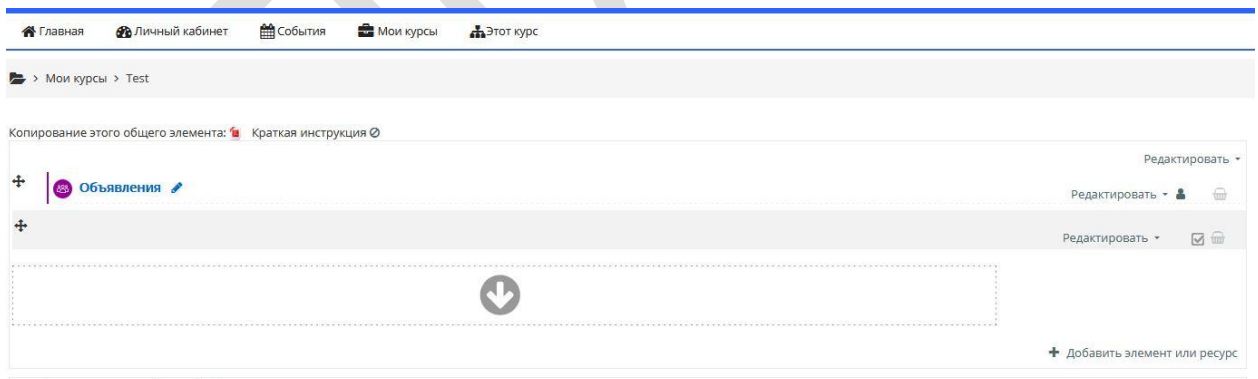 Главная Личный кабинет События Мои курсы Этот курс
> Мои курсы > Test
Копирование этого общего элемента: Краткая инструкция
Редактировать
Объявления
Редактировать
Редактировать
Добавить элемент или ресурс